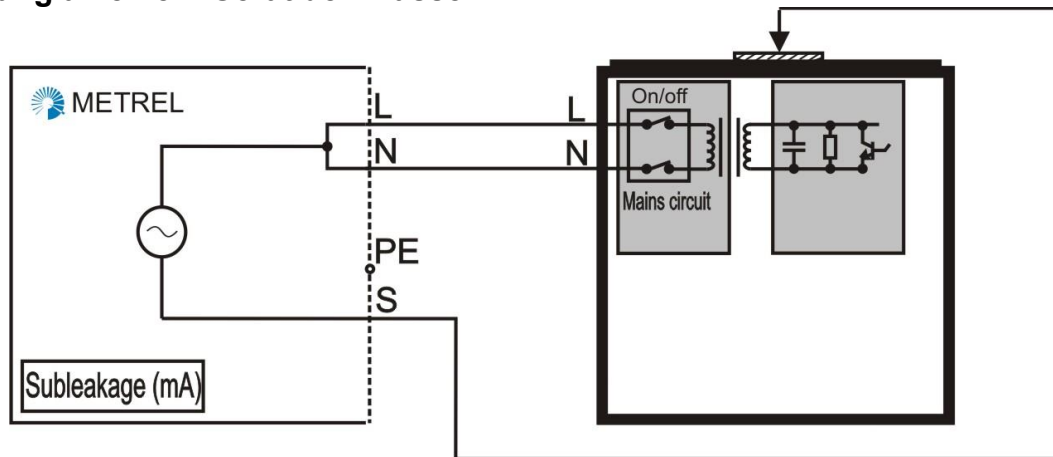 METREL
L
N
PE
S
Subleakage (mA)
L
N
On/off
Mains circuit